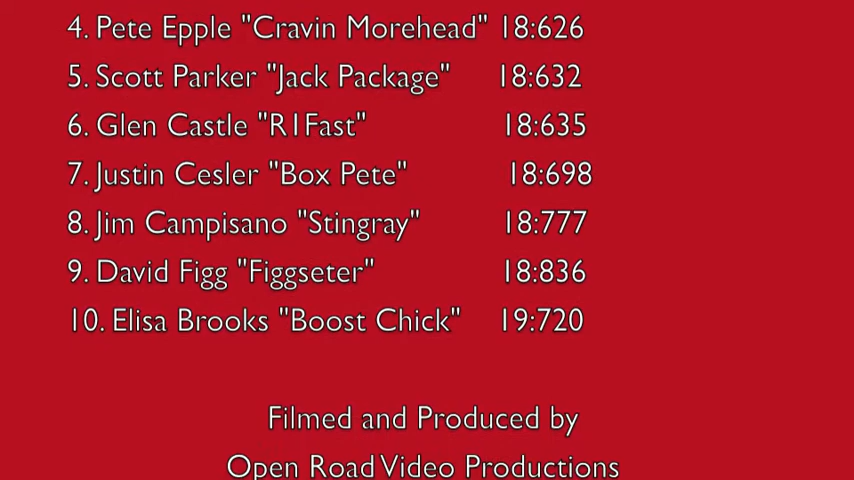 4. Pete Epple "Cravin Morehead" 18:626
5. Scott Parker "Jack Package" 18:632
6. Glen Castle "R1Fast" 18:635
7. Justin Cesler "Box Pete" 18:698
8. Jim Campisano "Stingray" 18:777
9. David Figg "Figgseter" 18:836
10. Elisa Brooks "Boost Chick" 19:720
Filmed and Produced by
Open Road Video Productions